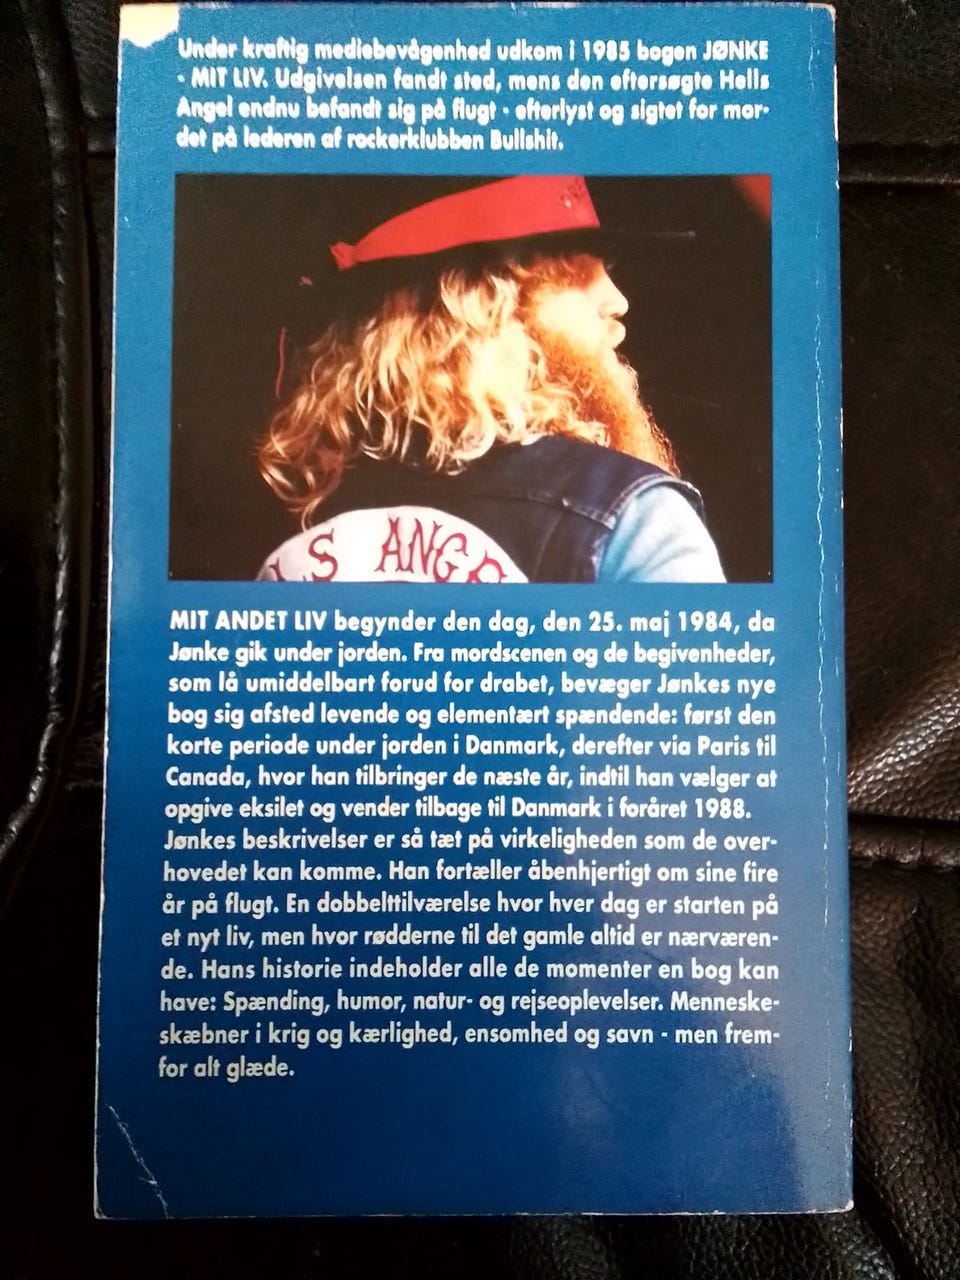 Under kraftig mediebevågenhed udkom i 1985 bogen JØNKE
- MIT LIV. Udgivelsen fandt sted, mens den eftersøgte Hells
Angel endnu befandt sig på flugt - efterlyst og sigtet for mor-
det på lederen af rockerklubben Bullshit.
LS ANGE
MIT ANDET LIV begynder den dag, den 25. maj 1984, da
Jønke gik under jorden. Fra mordscenen og de begivenheder,
som lå umiddelbart forud for drabet, bevæger Jønkes nye
bog sig afsted levende og elementært spændende: først den
korte periode under jorden i Danmark, derefter via Paris til
Canada, hvor han tilbringer de næste år, indtil han vælger at
opgive eksilet og vender tilbage til Danmark i foråret 1988.
Jønkes beskrivelser er så tæt på virkeligheden som de over-
hovedet kan komme. Han fortæller åbenhjertigt om sine fire
år på flugt. En dobbelttilværelse hvor hver dag er starten på
et nyt liv, men hvor rødderne til det gamle altid er nærværen-
de. Hans historie indeholder alle de momenter en bog kan
have: Spænding, humor, natur- og rejseoplevelser. Menneske-
skæbner i krig og kærlighed, ensomhed og savn - men frem-
for alt glæde.